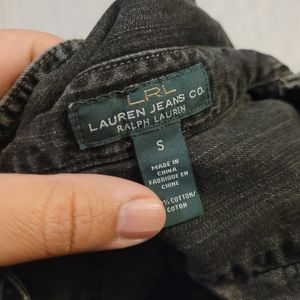 LRL
LAUREN JEANS CO.
RALPH LAUREN
S
MADE IN
CHINA
FABRIQUÉ EN
CHINE
% COTTON/
COTON